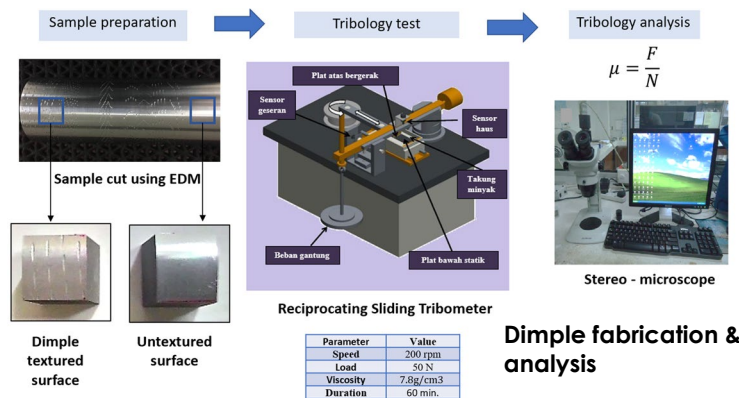 Sample preparation
Tribology test
Tribology analysis
μ = F/N
Sample cut using EDM
Dimple
textured
surface
Untextured
surface
Plat atas bergerak
Sensor
geseran
Sensor
haus
Takung
minyak
Beban gantung
Plat bawah statik
Reciprocating Sliding Tribometer
Parameter Value
Speed 200 rpm
Load 50 N
Viscosity 7.8g/cm3
Duration 60 min.
Stereo - microscope
Dimple fabrication &
analysis